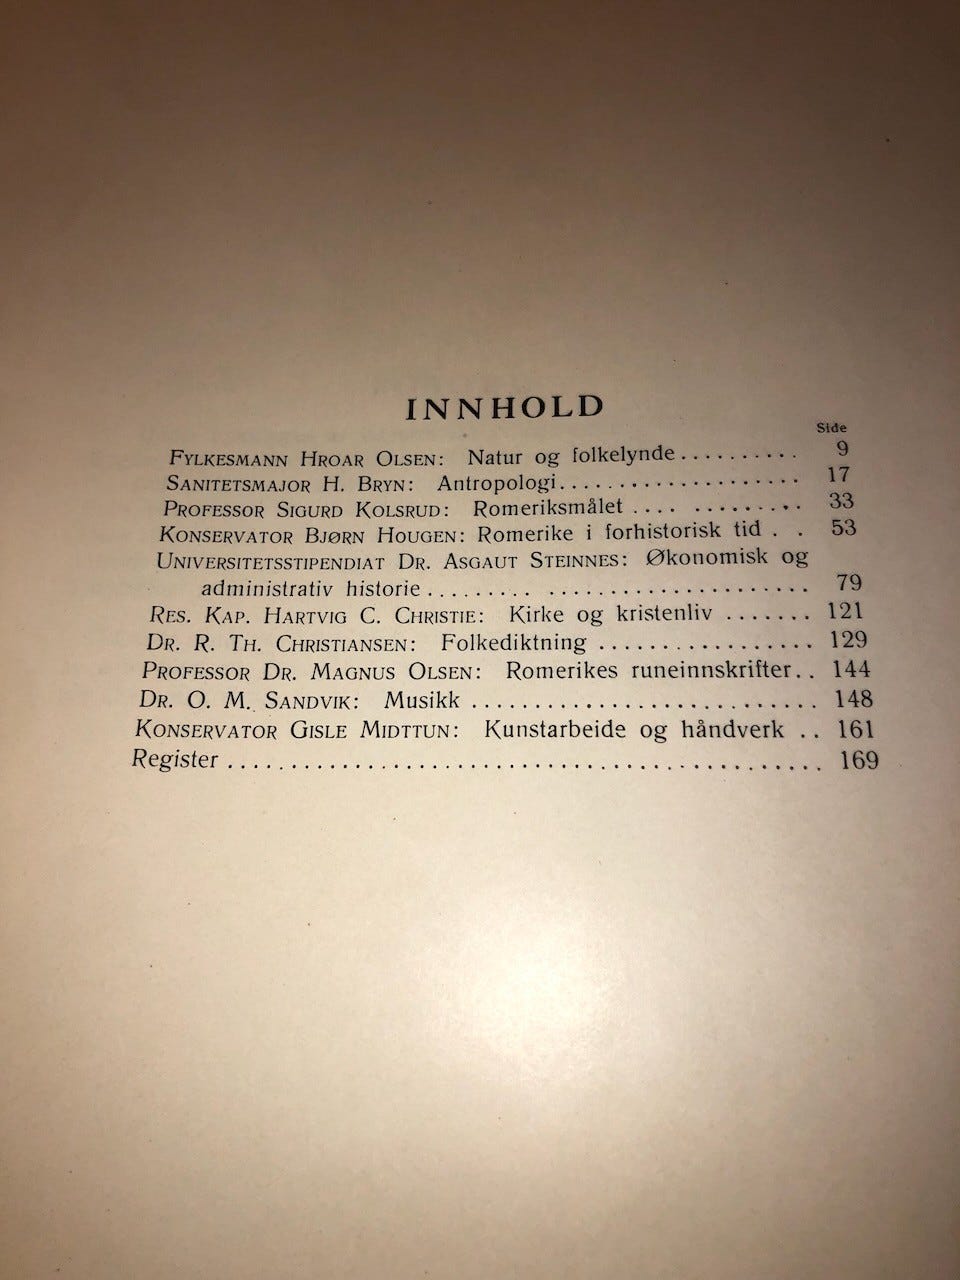 INNHOLD
Side
FYLKESMANN HROAR OLSEN: Natur og folkelynde .......... 9
SANITETSMAJOR H. BRYN: Antropologi .................... 17
PROFESSOR SIGURD KOLSRUD: Romeriksmålet .... ........ 33
KONSERVATOR BJØRN HOUGEN: Romerike i forhistorisk tid . . 53
UNIVERSITETSSTIPENDIAT DR. ASGAUT STEINNES: Økonomisk og
administrativ historie ......... ...................... 79
RES. KAP. HARTVIG C. CHRISTIE: Kirke og kristenliv ....... 121
DR. R. TH. CHRISTIANSEN: Folkediktning ................. 129
PROFESSOR DR. MAGNUS OLSEN: Romerikes runeinnskrifter.. 144
DR. O. M. SANDVIK: Musikk ........................... 148
KONSERVATOR GISLE MIDTTUN: Kunstarbeide og håndverk .. 161
Register .............................................. 169